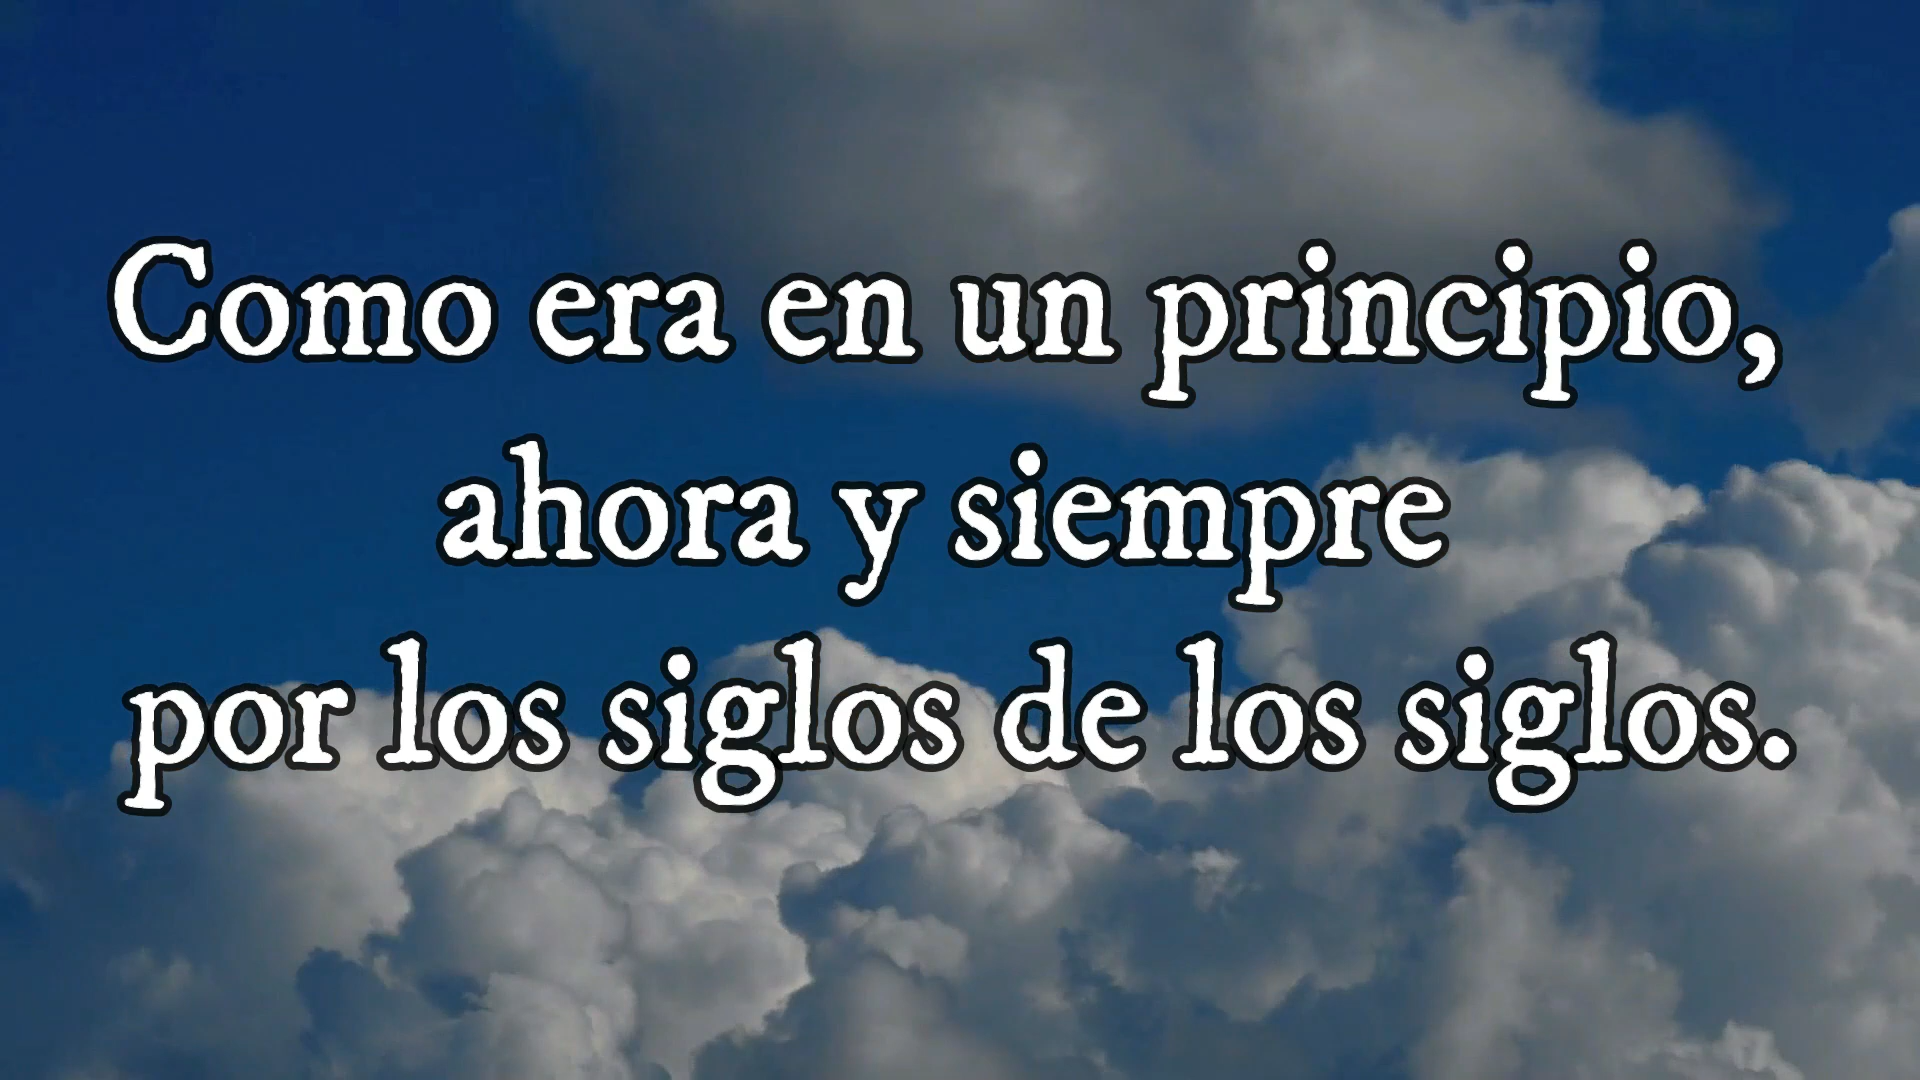 Como era en un principio,
ahora y siempre
por los siglos de los siglos.